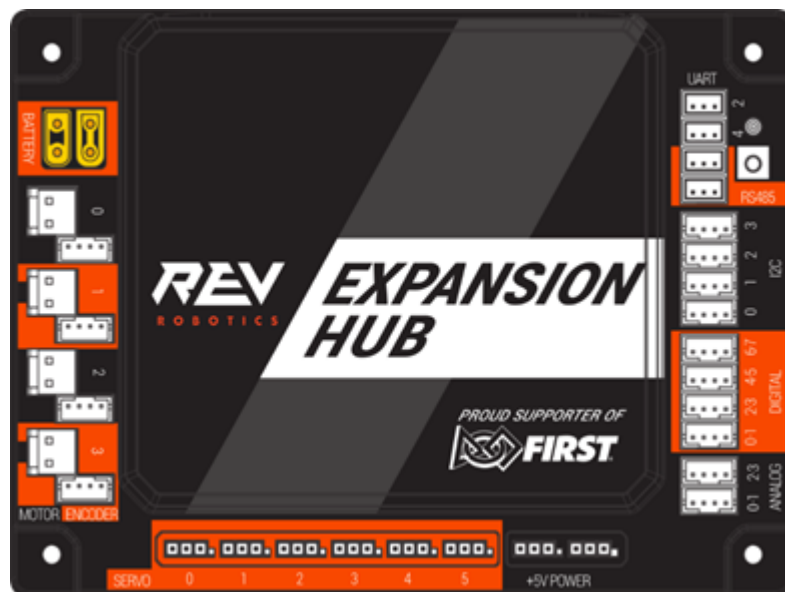 UART
2
4
RS485
BATTERY
0
1
2
3
MOTOR ENCODER
REV
ROBOTICS
EXPANSION
HUB
PROUD SUPPORTER OF
FIRST
3
2
1
0
I2C
67
45
23
01
DIGITAL
23
01
ANALOG
SERVO 0 1 2 3 4 5 +5V POWER